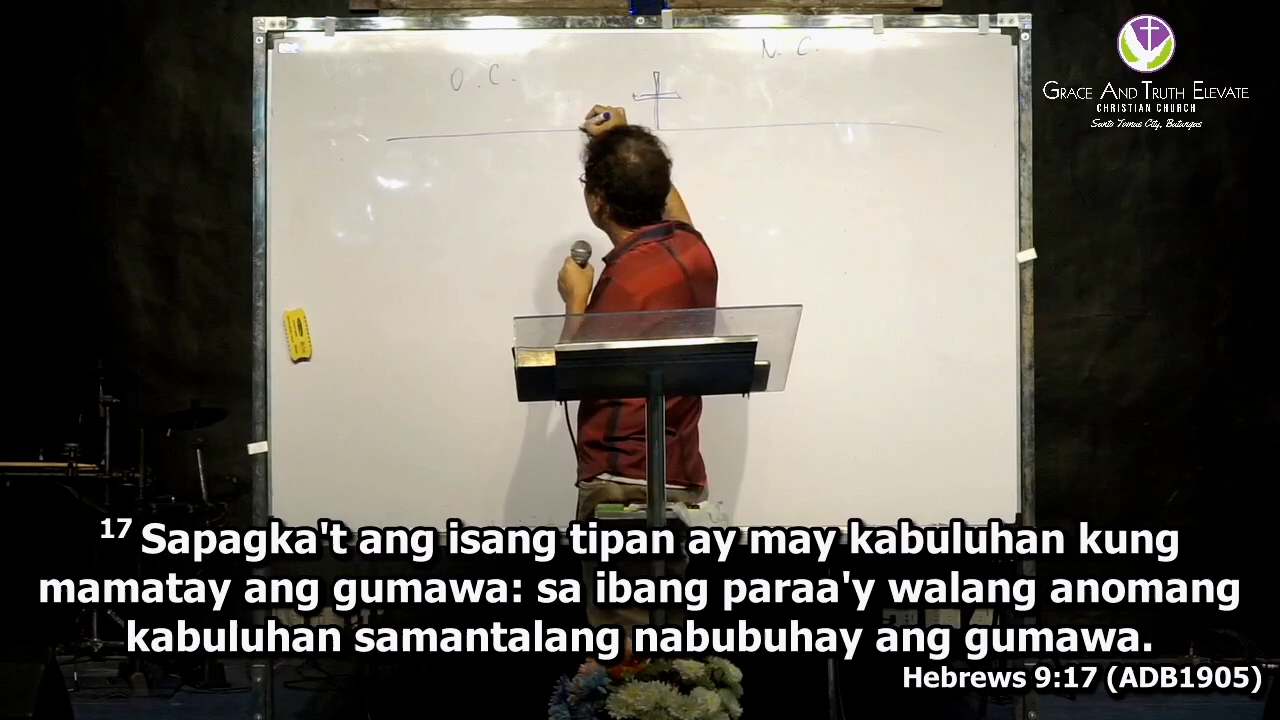 O.C.
N.C.
GRACE AND TRUTH ELEVATE
CHRISTIAN CHURCH
Santo Tomas City, Batangas
17 Sapagka't ang isang tipan ay may kabuluhan kung
mamatay ang gumawa: sa ibang paraa'y walang anomang
kabuluhan samantalang nabubuhay ang gumawa.
Hebrews 9:17 (ADB1905)